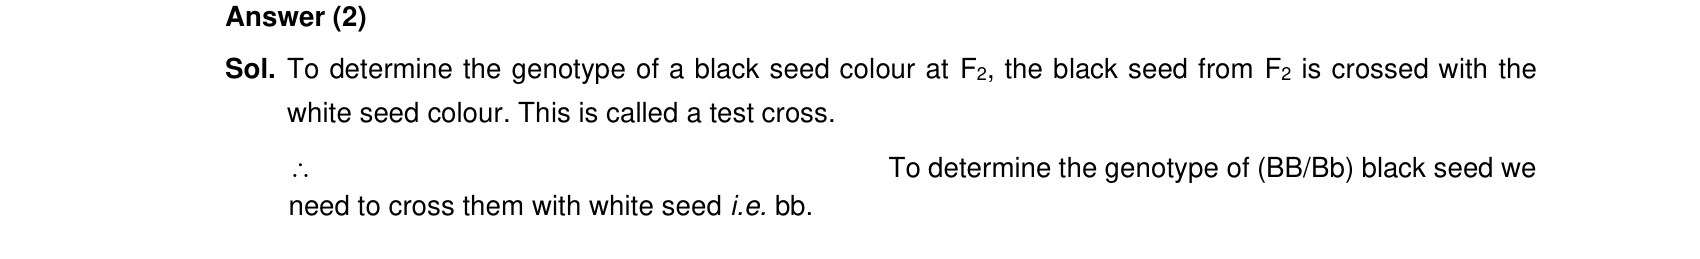 Answer (2)
Sol. To determine the genotype of a black seed colour at F₂, the black seed from F₂ is crossed with the
white seed colour. This is called a test cross.
∴ To determine the genotype of (BB/Bb) black seed we
need to cross them with white seed i.e. bb.